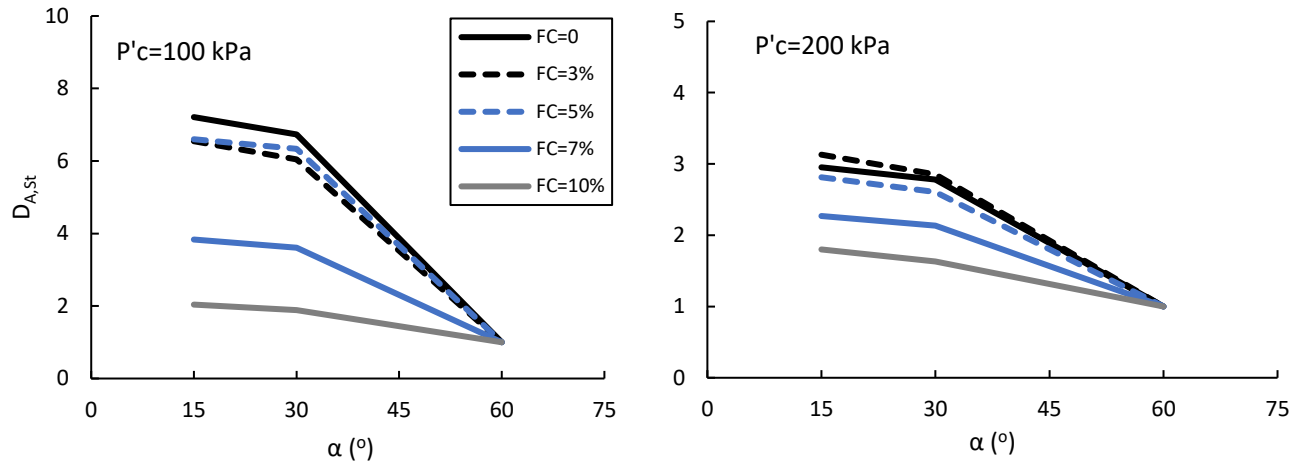 P'c=100 kPa
10
8
6
4
2
0
D_A,St
0 15 30 45 60 75
α (°)
FC=0
FC=3%
FC=5%
FC=7%
FC=10%
P'c=200 kPa
5
4
3
2
1
0
0 15 30 45 60 75
α (°)